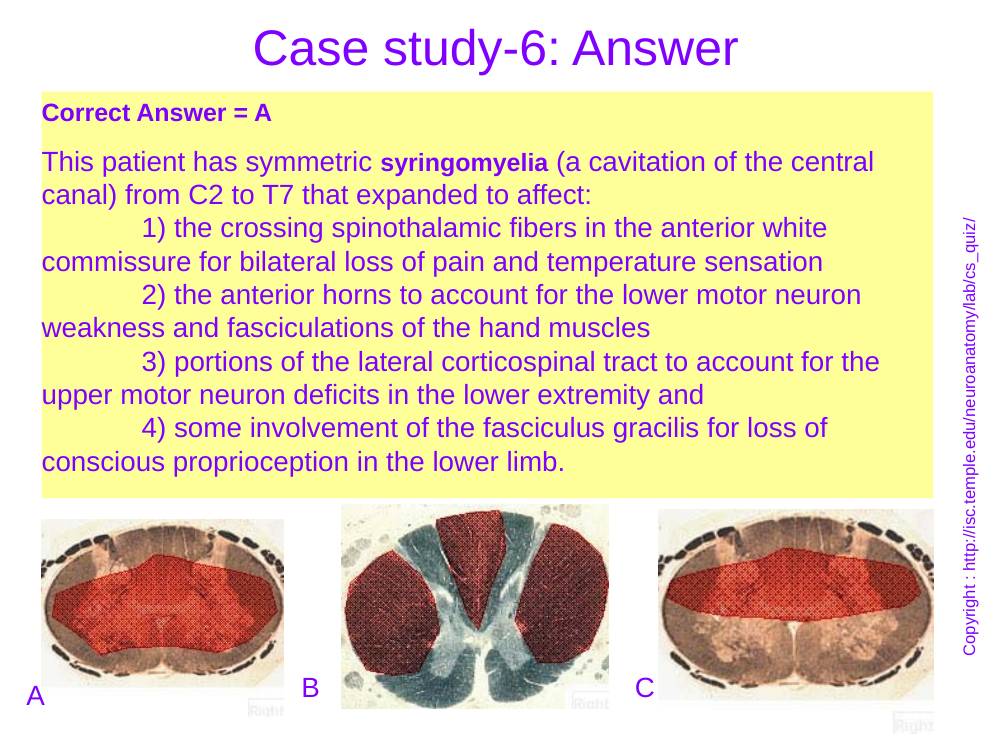 Case study-6: Answer
Correct Answer = A
This patient has symmetric syringomyelia (a cavitation of the central
canal) from C2 to T7 that expanded to affect:
1) the crossing spinothalamic fibers in the anterior white
commissure for bilateral loss of pain and temperature sensation
2) the anterior horns to account for the lower motor neuron
weakness and fasciculations of the hand muscles
3) portions of the lateral corticospinal tract to account for the
upper motor neuron deficits in the lower extremity and
4) some involvement of the fasciculus gracilis for loss of
conscious proprioception in the lower limb.
Copyright : http://isc.temple.edu/neuroanatomy/lab/cs_quiz/
A
B
C
Right
Right
Right